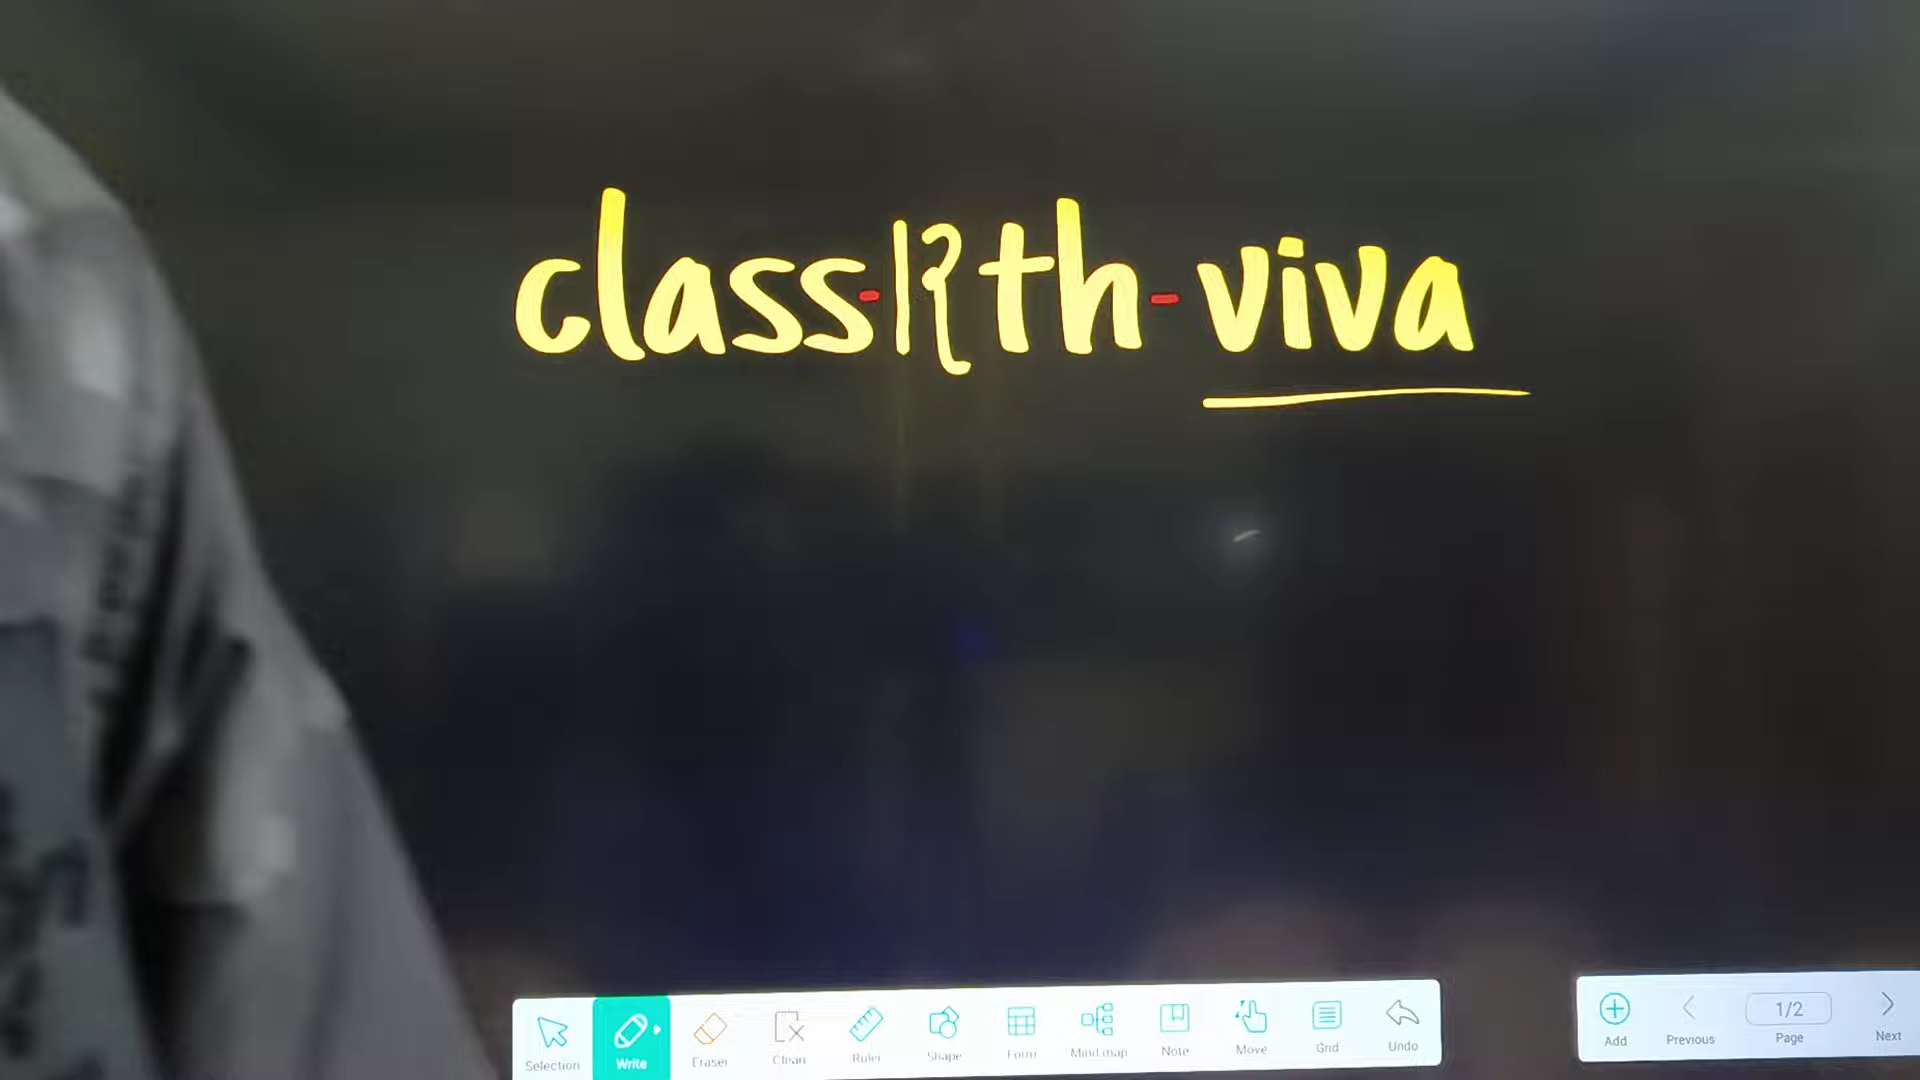 class-1२th-viva
Selection Write Eraser Clean Ruler Shape Form Mind map Note Move Grid Undo
Add Previous 1/2 Page Next